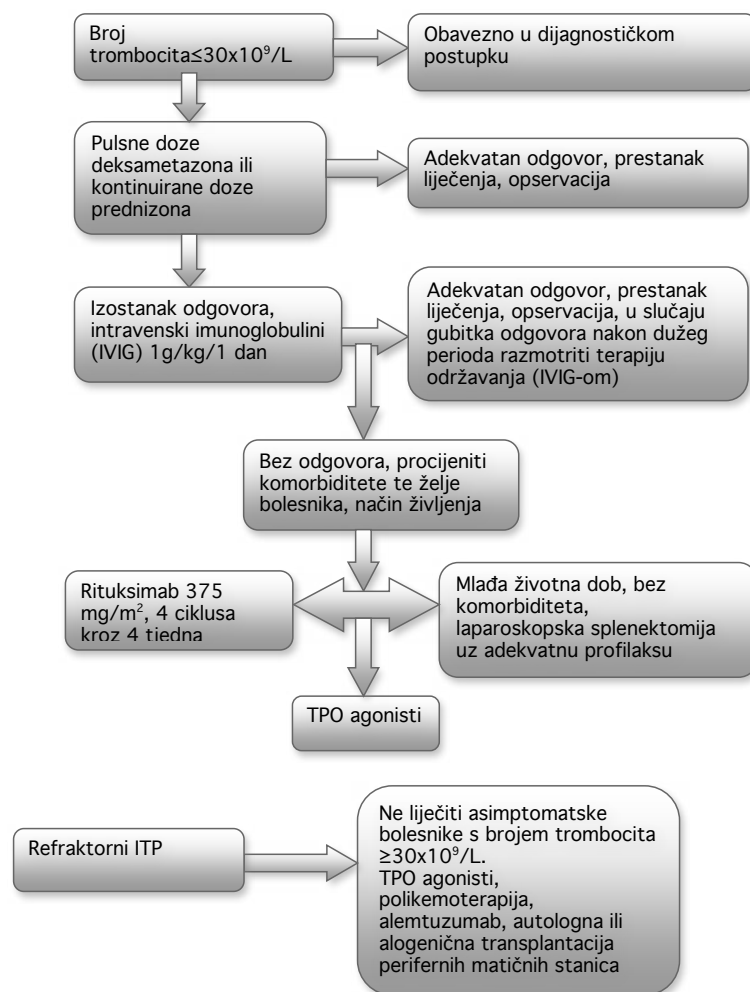 Broj
trombocita≤30x10⁹/L
Obavezno u dijagnostičkom
postupku
Pulsne doze
deksametazona ili
kontinuirane doze
prednizona
Adekvatan odgovor, prestanak
liječenja, opservacija
Izostanak odgovora,
intravenski imunoglobulini
(IVIG) 1g/kg/1 dan
Adekvatan odgovor, prestanak
liječenja, opservacija, u slučaju
gubitka odgovora nakon dužeg
perioda razmotriti terapiju
održavanja (IVIG-om)
Bez odgovora, procijeniti
komorbiditete te želje
bolesnika, način življenja
Rituksimab 375
mg/m², 4 ciklusa
kroz 4 tjedna
Mlađa životna dob, bez
komorbiditeta,
laparoskopska splenektomija
uz adekvatnu profilaksu
TPO agonisti
Refraktorni ITP
Ne liječiti asimptomatske
bolesnike s brojem trombocita
≥30x10⁹/L.
TPO agonisti,
polikemoterapija,
alemtuzumab, autologna ili
alogenična transplantacija
perifernih matičnih stanica